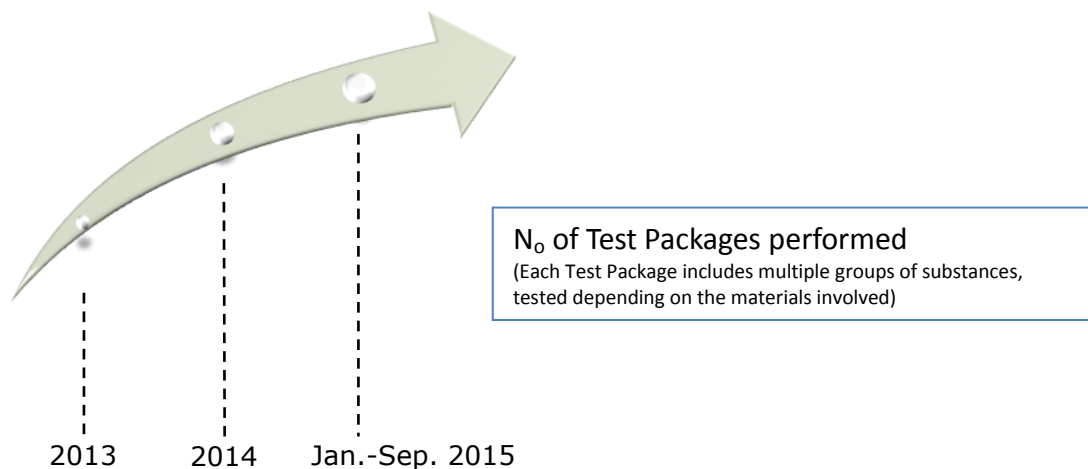 Nₒ of Test Packages performed
(Each Test Package includes multiple groups of substances,
tested depending on the materials involved)
2013
2014
Jan.-Sep. 2015